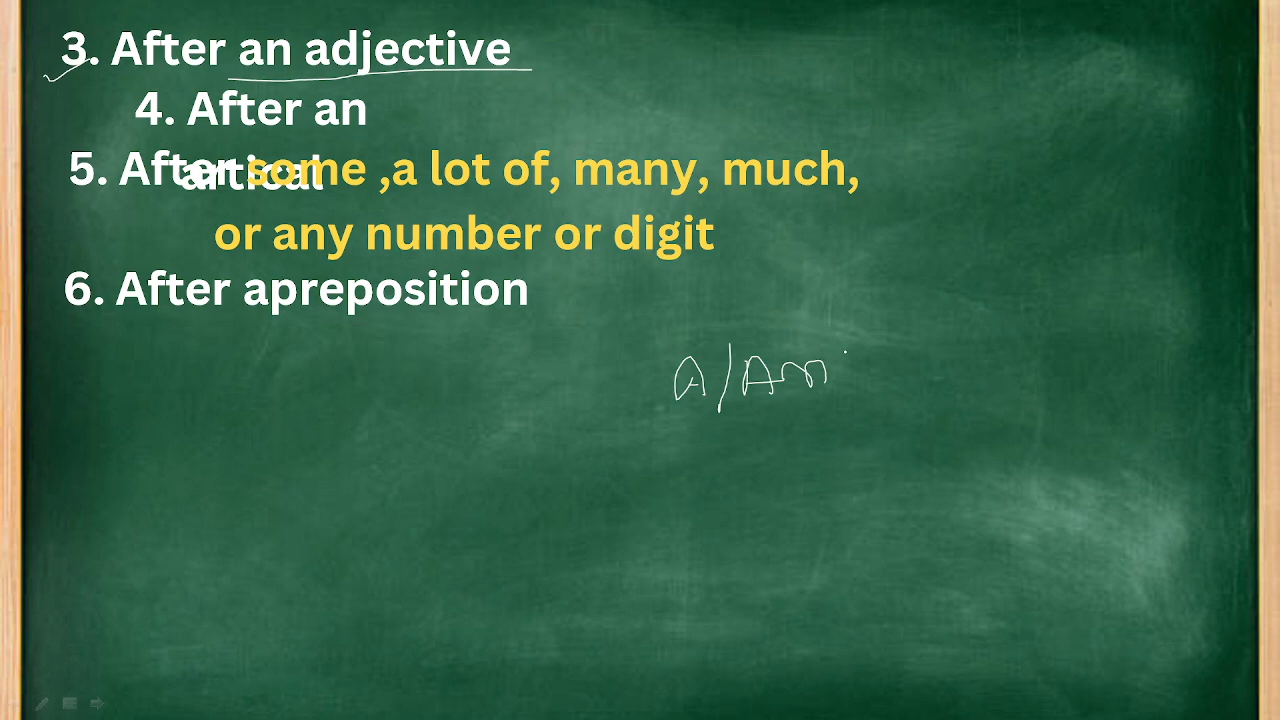 3. After an adjective
4. After an
artical
5. After some ,a lot of, many, much,
or any number or digit
6. After apreposition
A/An